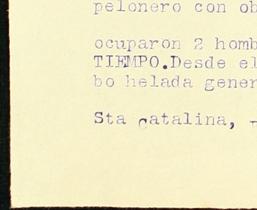 pelonero con ob
ocuparon 2 homb
TIEMPO.Desde el
bo helada gener
Sta catalina,